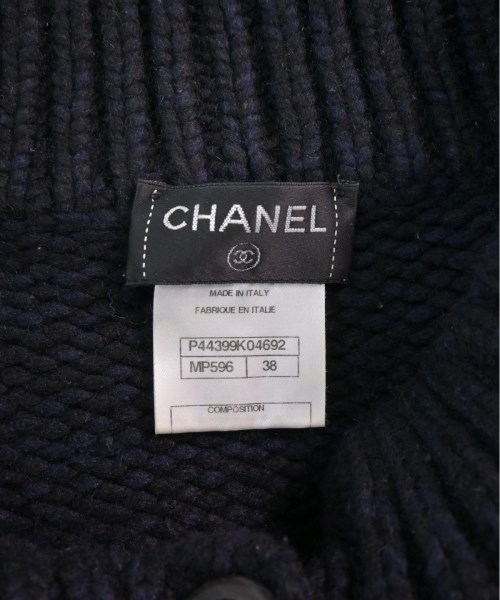 CHANEL
MADE IN ITALY
FABRIQUE EN ITALIE
P44399K04692
MP596 38
COMPOSITION